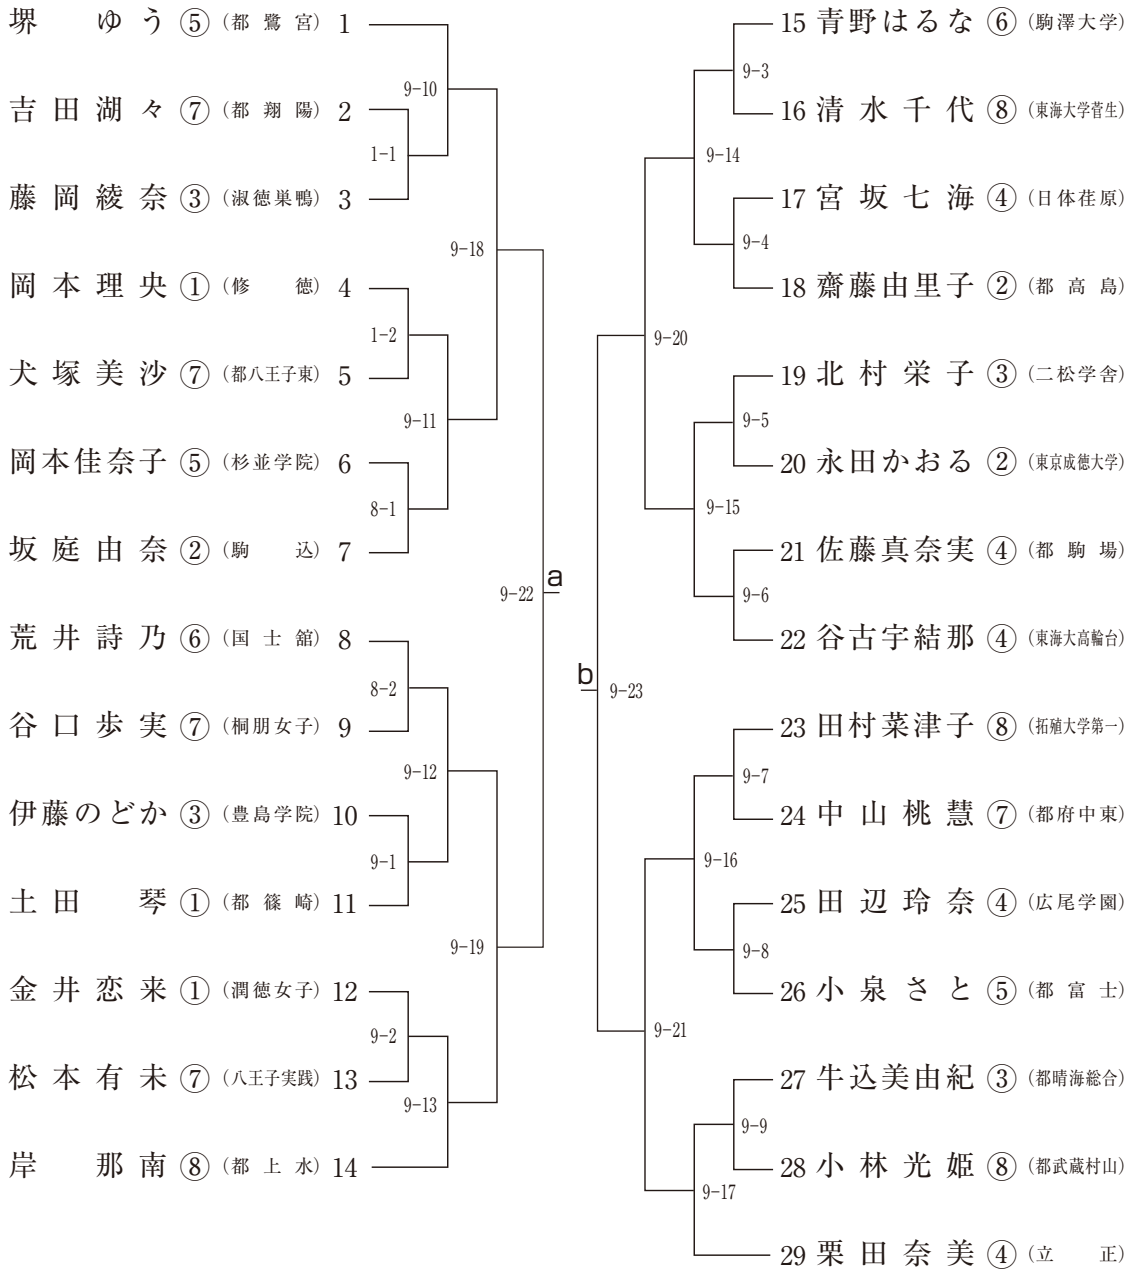 堺ゆう ⑤ (都鷺宮) 1
吉田湖々 ⑦ (都翔陽) 2
藤岡綾奈 ③ (淑徳巣鴨) 3
岡本理央 ① (修徳) 4
犬塚美沙 ⑦ (都八王子東) 5
岡本佳奈子 ⑤ (杉並学院) 6
坂庭由奈 ② (駒込) 7
荒井詩乃 ⑥ (国士舘) 8
谷口歩実 ⑦ (桐朋女子) 9
伊藤のどか ③ (豊島学院) 10
土田琴 ① (都篠崎) 11
金井恋来 ① (潤徳女子) 12
松本有未 ⑦ (八王子実践) 13
岸那南 ⑧ (都上水) 14
9-10
1-1
9-18
1-2
9-11
8-1
9-22
a
8-2
9-12
9-1
9-19
9-2
9-13
15 青野はるな ⑥ (駒澤大学)
16 清水千代 ⑧ (東海大学菅生)
17 宮坂七海 ④ (日体荏原)
18 齋藤由里子 ② (都高島)
19 北村栄子 ③ (二松学舎)
20 永田かおる ② (東京成徳大学)
21 佐藤真奈実 ④ (都駒場)
22 谷古宇結那 ④ (東海大高輪台)
23 田村菜津子 ⑧ (拓殖大学第一)
24 中山桃慧 ⑦ (都府中東)
25 田辺玲奈 ④ (広尾学園)
26 小泉さと ⑤ (都富士)
27 牛込美由紀 ③ (都晴海総合)
28 小林光姫 ⑧ (都武蔵村山)
29 栗田奈美 ④ (立正)
9-3
9-14
9-4
9-20
9-5
9-15
9-6
b
9-23
9-7
9-16
9-8
9-21
9-9
9-17